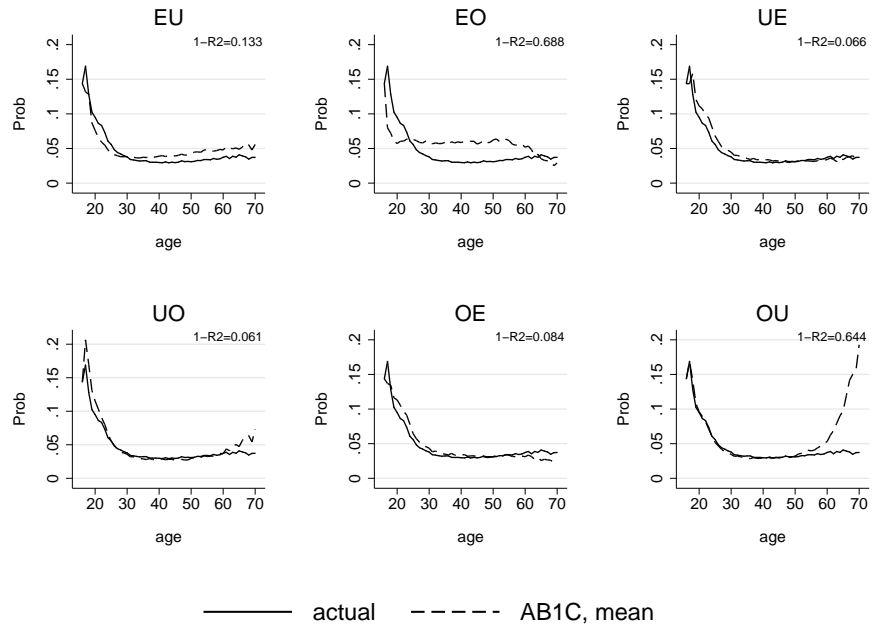 EU
1−R2=0.133
Prob
0 .05 .1 .15 .2
20 30 40 50 60 70
age
EO
1−R2=0.688
Prob
0 .05 .1 .15 .2
20 30 40 50 60 70
age
UE
1−R2=0.066
Prob
0 .05 .1 .15 .2
20 30 40 50 60 70
age
UO
1−R2=0.061
Prob
0 .05 .1 .15 .2
20 30 40 50 60 70
age
OE
1−R2=0.084
Prob
0 .05 .1 .15 .2
20 30 40 50 60 70
age
OU
1−R2=0.644
Prob
0 .05 .1 .15 .2
20 30 40 50 60 70
age
actual AB1C, mean